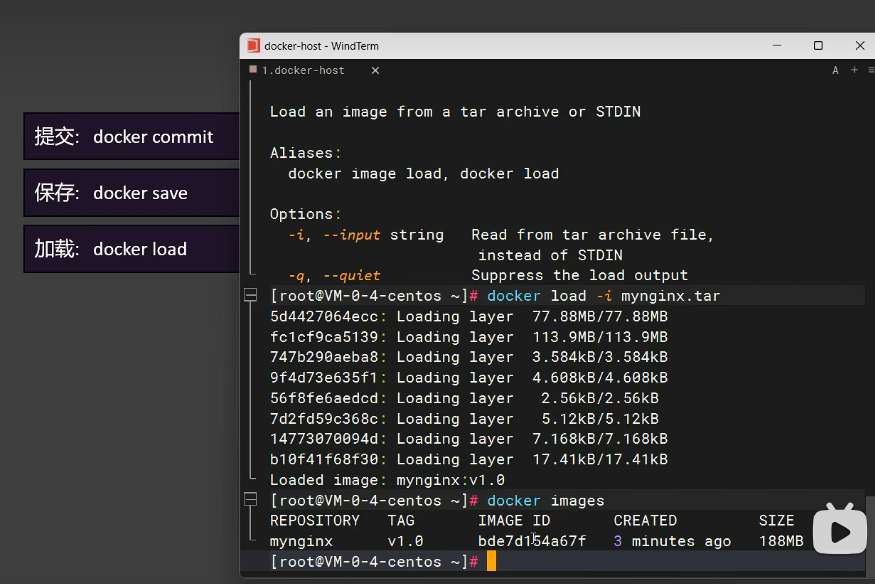 docker-host - WindTerm
1.docker-host
A
提交: docker commit
保存: docker save
加载: docker load
Load an image from a tar archive or STDIN
Aliases:
docker image load, docker load
Options:
-i, --input string   Read from tar archive file,
instead of STDIN
-q, --quiet          Suppress the load output
[root@VM-0-4-centos ~]# docker load -i mynginx.tar
5d4427064ecc: Loading layer  77.88MB/77.88MB
fc1cf9ca5139: Loading layer  113.9MB/113.9MB
747b290aeba8: Loading layer  3.584kB/3.584kB
9f4d73e635f1: Loading layer  4.608kB/4.608kB
56f8fe6aedcd: Loading layer   2.56kB/2.56kB
7d2fd59c368c: Loading layer   5.12kB/5.12kB
14773070094d: Loading layer  7.168kB/7.168kB
b10f41f68f30: Loading layer  17.41kB/17.41kB
Loaded image: mynginx:v1.0
[root@VM-0-4-centos ~]# docker images
REPOSITORY   TAG       IMAGE ID       CREATED         SIZE
mynginx      v1.0      bde7d154a67f   3 minutes ago   188MB
[root@VM-0-4-centos ~]#